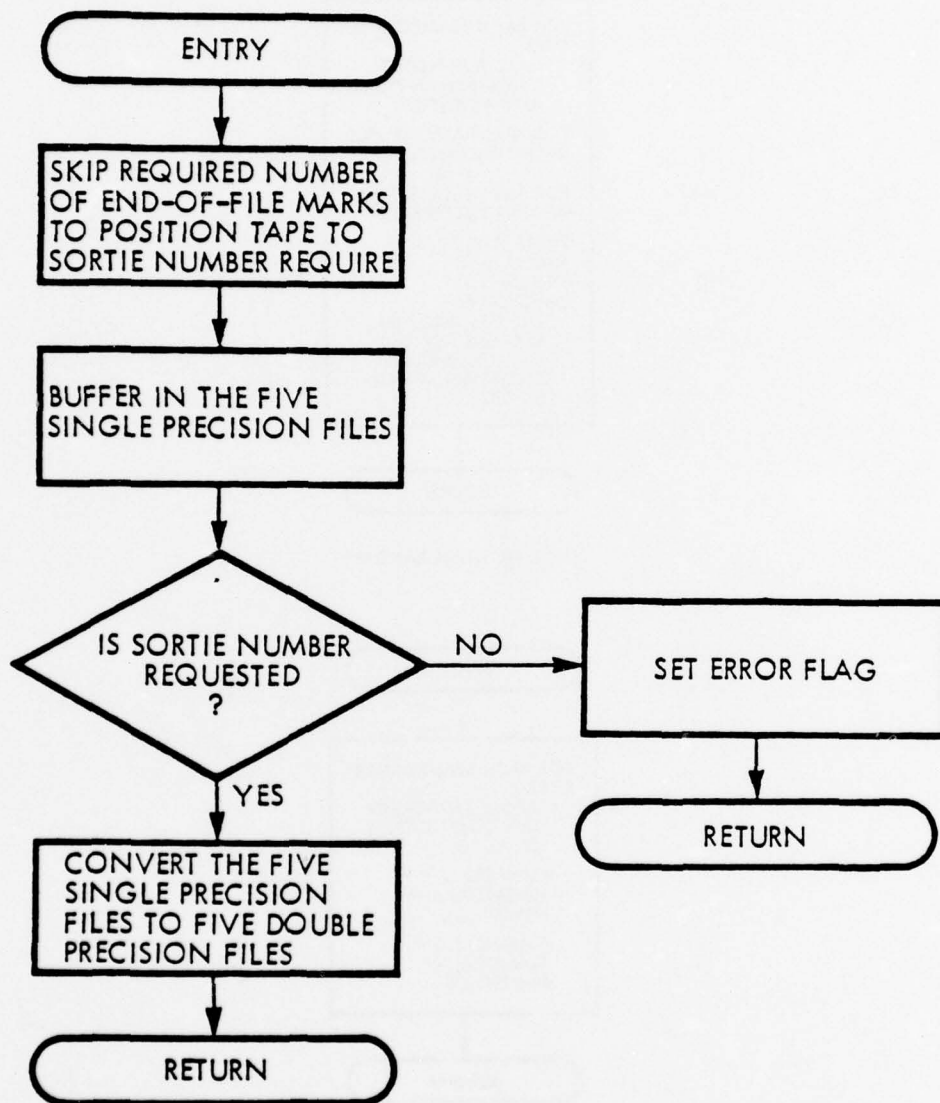 ENTRY
SKIP REQUIRED NUMBER
OF END-OF-FILE MARKS
TO POSITION TAPE TO
SORTIE NUMBER REQUIRE
BUFFER IN THE FIVE
SINGLE PRECISION FILES
IS SORTIE NUMBER
REQUESTED
?
NO
SET ERROR FLAG
RETURN
YES
CONVERT THE FIVE
SINGLE PRECISION
FILES TO FIVE DOUBLE
PRECISION FILES
RETURN